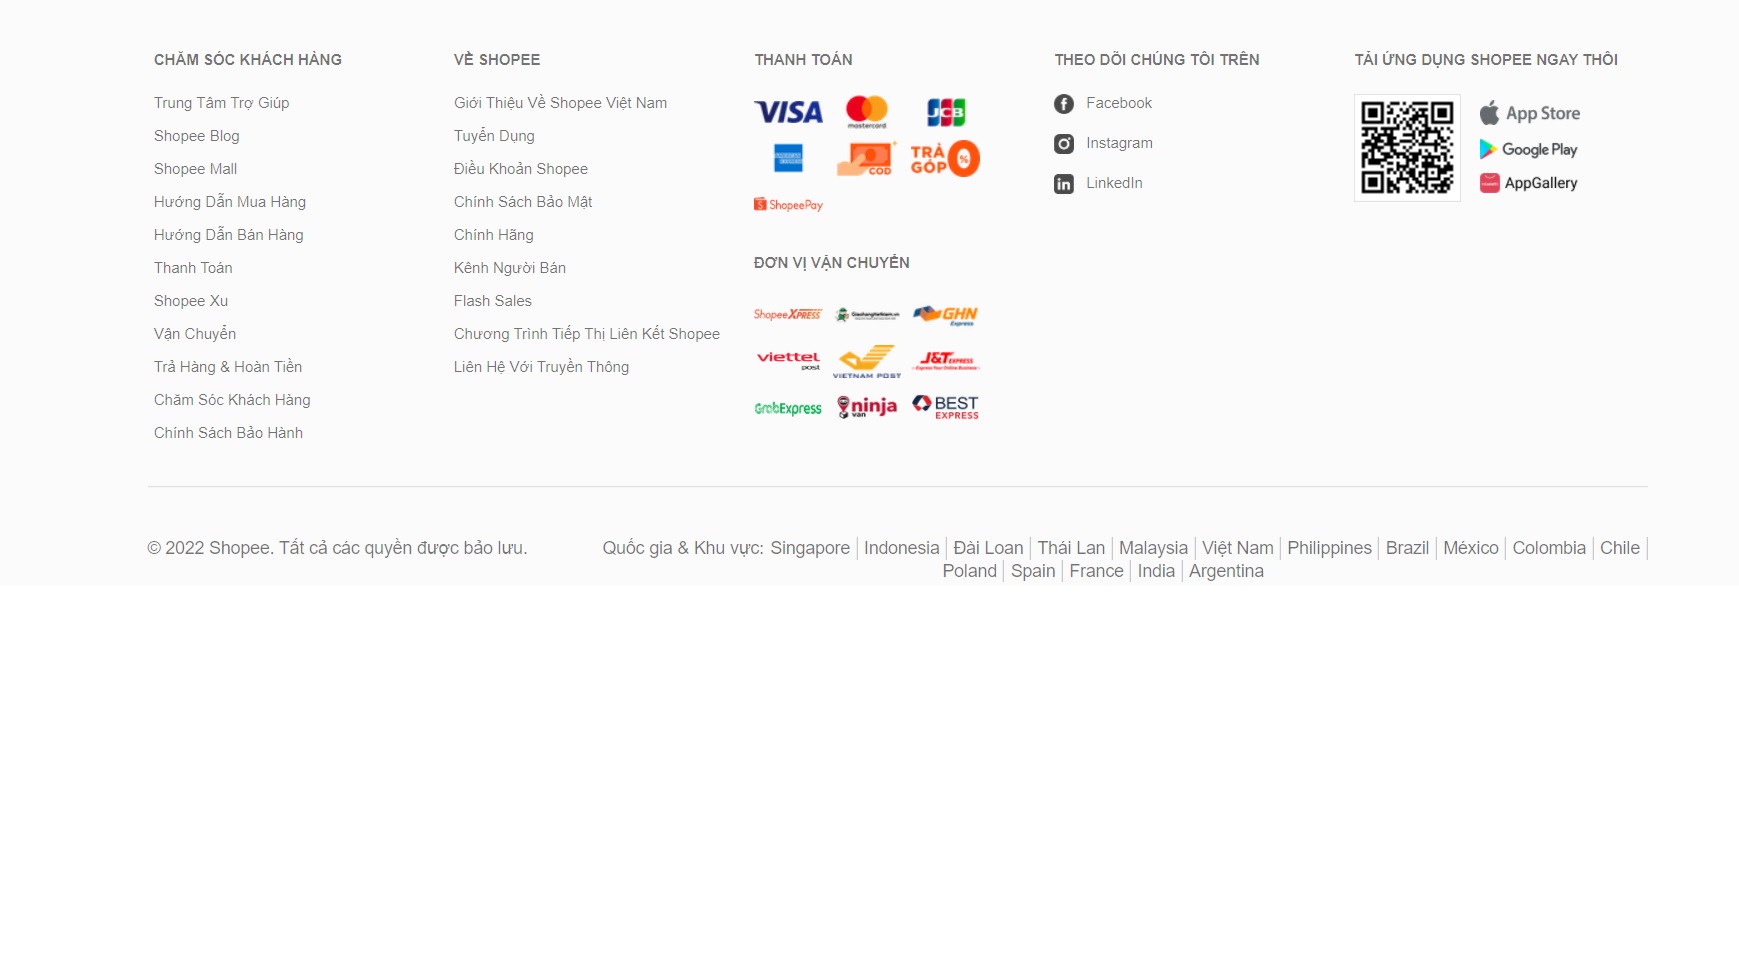 CHĂM SÓC KHÁCH HÀNG
Trung Tâm Trợ Giúp
Shopee Blog
Shopee Mall
Hướng Dẫn Mua Hàng
Hướng Dẫn Bán Hàng
Thanh Toán
Shopee Xu
Vận Chuyển
Trả Hàng & Hoàn Tiền
Chăm Sóc Khách Hàng
Chính Sách Bảo Hành
VỀ SHOPEE
Giới Thiệu Về Shopee Việt Nam
Tuyển Dụng
Điều Khoản Shopee
Chính Sách Bảo Mật
Chính Hãng
Kênh Người Bán
Flash Sales
Chương Trình Tiếp Thị Liên Kết Shopee
Liên Hệ Với Truyền Thông
THANH TOÁN
VISA mastercard JCB
AMERICAN EXPRESS COD TRẢ GÓP 0%
ShopeePay
ĐƠN VỊ VẬN CHUYỂN
Shopee XPRESS Giaohangtietkiem.vn GHN Express
viettel post VIETNAM POST J&T EXPRESS
GrabExpress ninja van BEST EXPRESS
THEO DÕI CHÚNG TÔI TRÊN
Facebook
Instagram
LinkedIn
TẢI ỨNG DỤNG SHOPEE NGAY THÔI
App Store
Google Play
AppGallery
© 2022 Shopee. Tất cả các quyền được bảo lưu.
Quốc gia & Khu vực: Singapore Indonesia Đài Loan Thái Lan Malaysia Việt Nam Philippines Brazil México Colombia Chile
Poland Spain France India Argentina